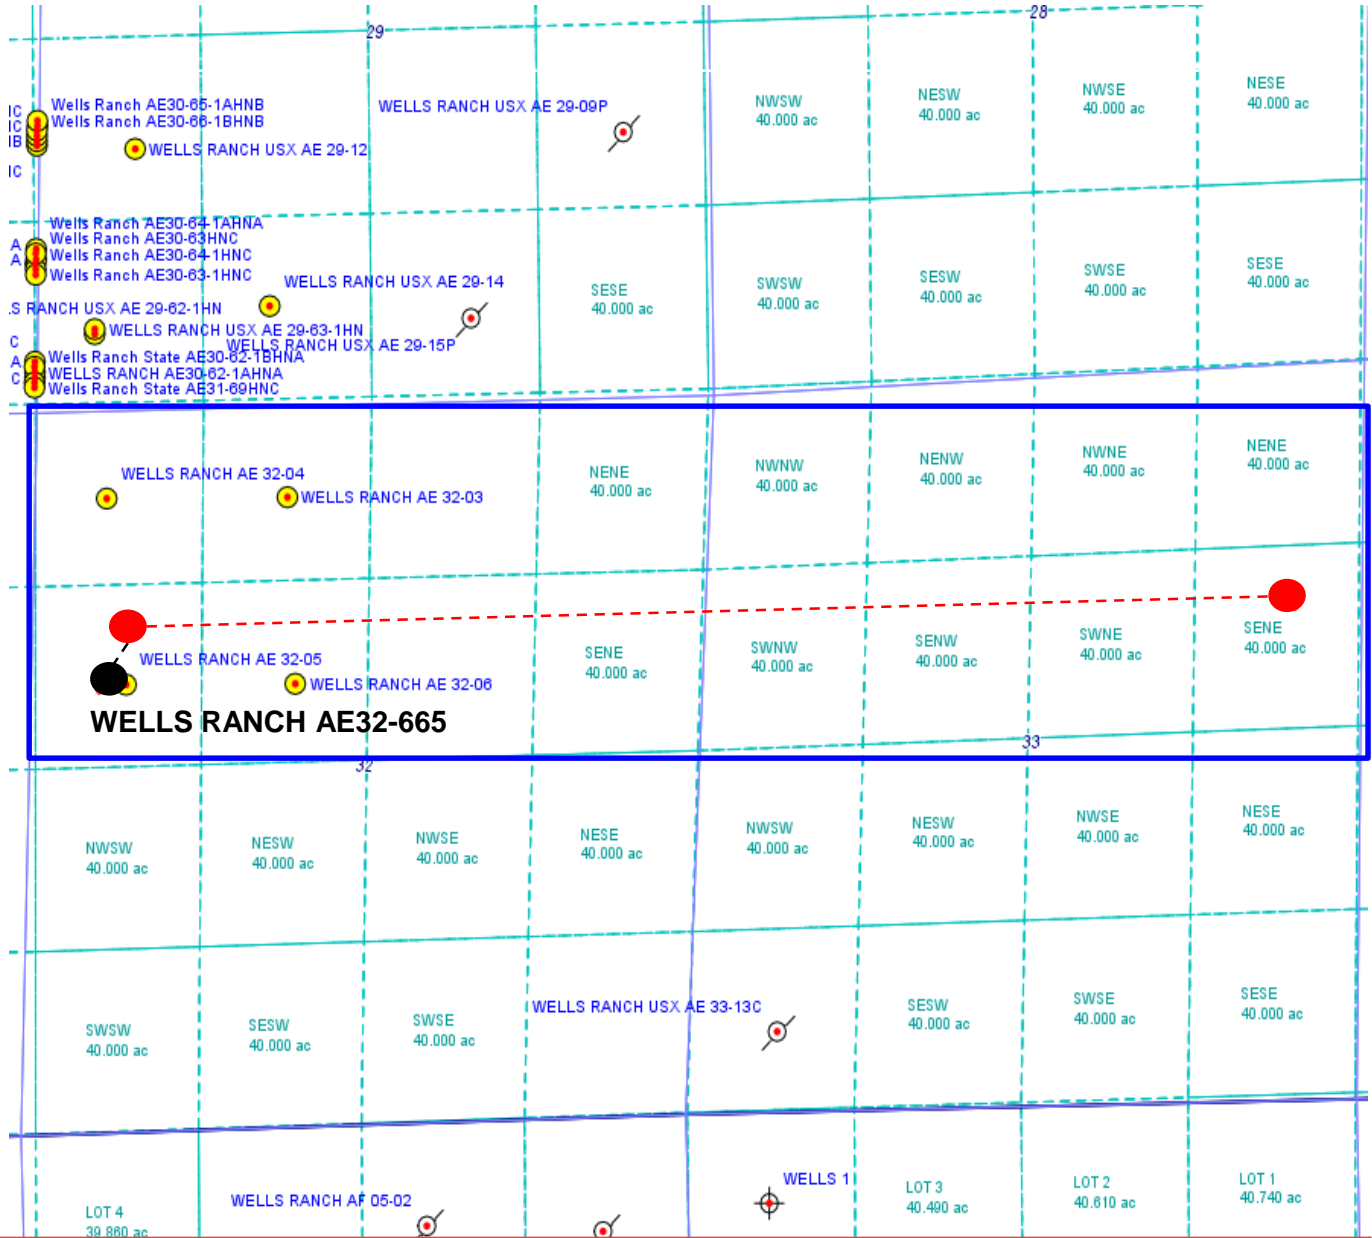 28
29
Wells Ranch AE30-65-1AHNB
WELLS RANCH USX AE 29-09P
NWSW
40.000 ac
NESW
40.000 ac
NWSE
40.000 ac
NESE
40.000 ac
IC
Wells Ranch AE30-66-1BHNB
IC
IB
WELLS RANCH USX AE 29-12
IC
Wells Ranch AE30-64-1AHNA
Wells Ranch AE30-63HNC
A
Wells Ranch AE30-64-1HNC
A
Wells Ranch AE30-63-1HNC
WELLS RANCH USX AE 29-14
SESE
40.000 ac
SWSW
40.000 ac
SESW
40.000 ac
SWSE
40.000 ac
SESE
40.000 ac
LS RANCH USX AE 29-62-1HN
WELLS RANCH USX AE 29-63-1HN
WELLS RANCH USX AE 29-15P
C
Wells Ranch State AE30-62-1BHNA
A
WELLS RANCH AE30-62-1AHNA
C
Wells Ranch State AE31-69HNC
WELLS RANCH AE 32-04
WELLS RANCH AE 32-03
NENE
40.000 ac
NWNW
40.000 ac
NENW
40.000 ac
NWNE
40.000 ac
NENE
40.000 ac
WELLS RANCH AE 32-05
WELLS RANCH AE 32-06
SENE
40.000 ac
SWNW
40.000 ac
SENW
40.000 ac
SWNE
40.000 ac
SENE
40.000 ac
WELLS RANCH AE32-665
32
33
NWSW
40.000 ac
NESW
40.000 ac
NWSE
40.000 ac
NESE
40.000 ac
NWSW
40.000 ac
NESW
40.000 ac
NWSE
40.000 ac
NESE
40.000 ac
WELLS RANCH USX AE 33-13C
SWSW
40.000 ac
SESW
40.000 ac
SWSE
40.000 ac
SESW
40.000 ac
SWSE
40.000 ac
SESE
40.000 ac
WELLS RANCH AF 05-02
WELLS 1
LOT 4
39.860 ac
LOT 3
40.490 ac
LOT 2
40.610 ac
LOT 1
40.740 ac